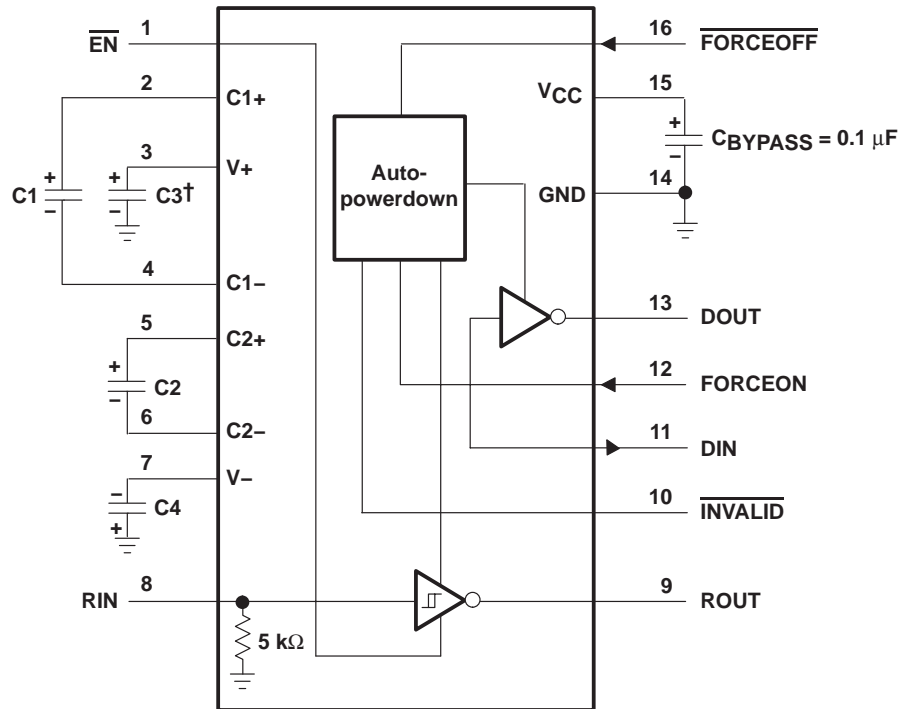 EN
1
2
C1+
3
V+
C1
+
−
+
−
C3†
4
C1−
5
C2+
+
−
C2
6
C2−
7
V−
−
+
C4
RIN
8
5 kΩ
Auto-
powerdown
16
FORCEOFF
VCC
15
+
−
CBYPASS = 0.1 μF
14
GND
13
DOUT
12
FORCEON
11
DIN
10
INVALID
9
ROUT